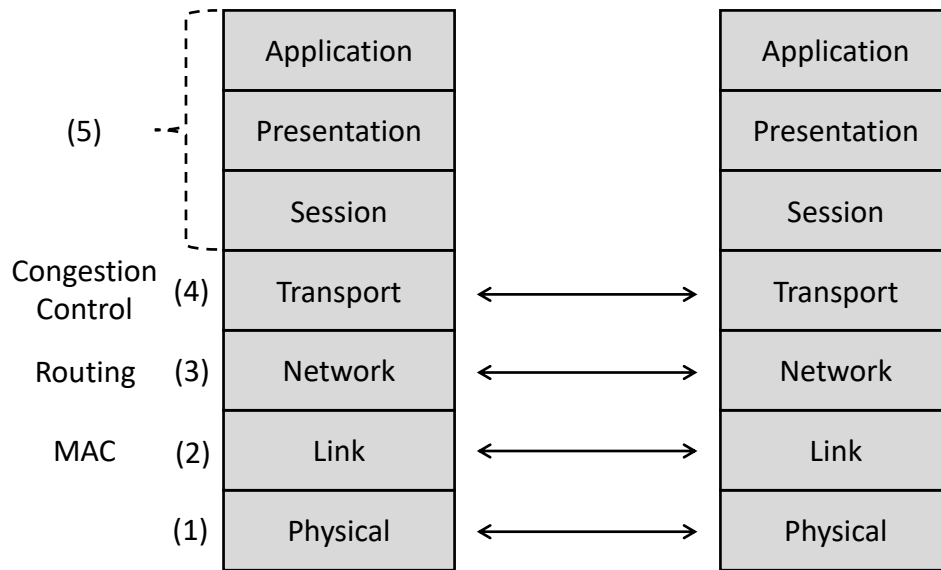 Application
Application
(5)
Presentation
Presentation
Session
Session
Congestion
Control
(4)
Transport
Transport
Routing
(3)
Network
Network
MAC
(2)
Link
Link
(1)
Physical
Physical